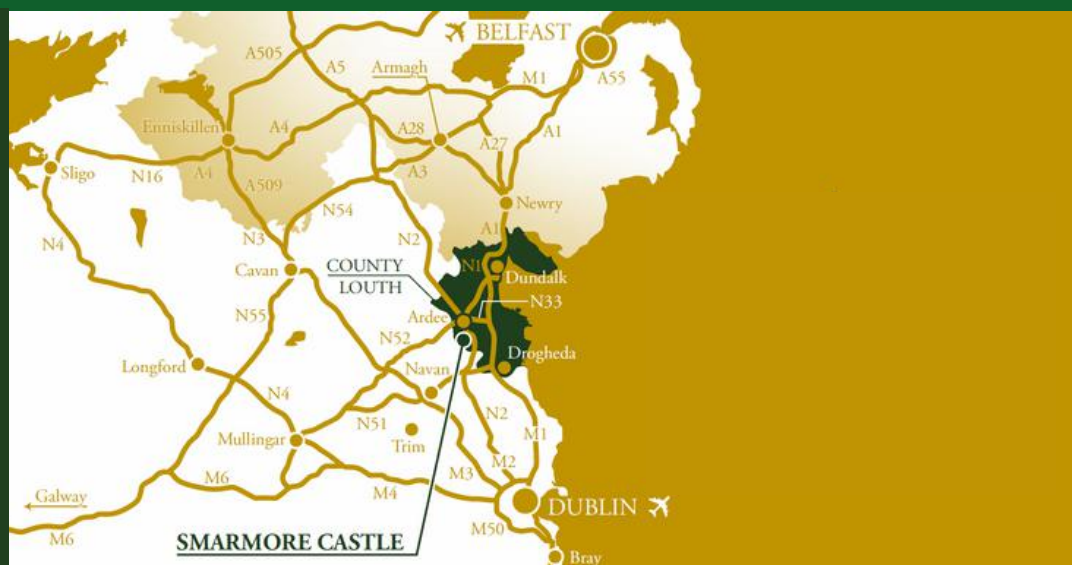 BELFAST
A505
A5
Armagh
M1
A55
Enniskillen
A4
A28
A27
A1
Sligo
N16
A4
A509
A3
N54
Newry
N4
N3
N2
A1
Cavan
COUNTY
LOUTH
N1
Dundalk
N33
Ardee
N55
N52
Drogheda
Longford
Navan
N4
N51
N2
M1
Mullingar
Trim
M2
M3
M6
M4
Galway
DUBLIN
M50
M6
SMARMORE CASTLE
Bray